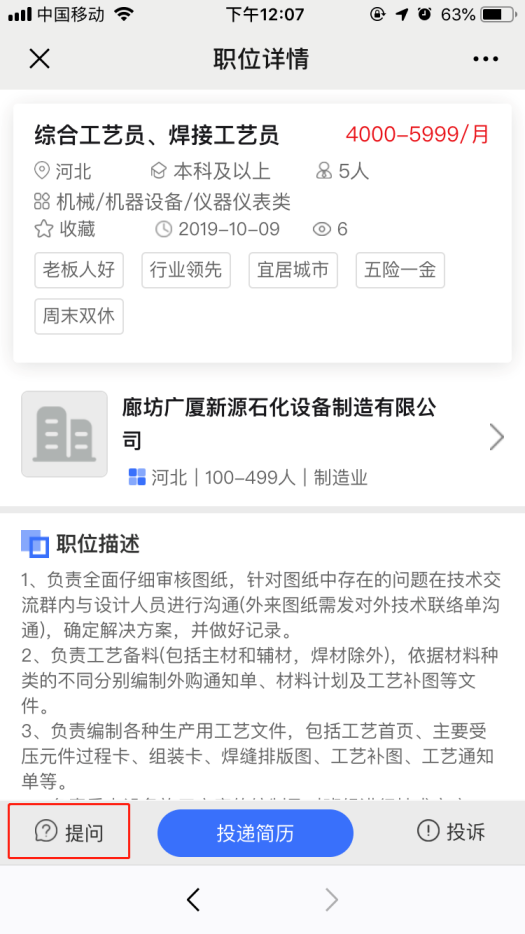 中国移动 下午12:07 63%
职位详情
综合工艺员、焊接工艺员 4000-5999/月
河北 本科及以上 5人
机械/机器设备/仪器仪表类
收藏 2019-10-09 6
老板人好 行业领先 宜居城市 五险一金
周末双休
廊坊广厦新源石化设备制造有限公
司
河北 | 100-499人 | 制造业
职位描述
1、负责全面仔细审核图纸，针对图纸中存在的问题在技术交
流群内与设计人员进行沟通(外来图纸需发对外技术联络单沟
通)，确定解决方案，并做好记录。
2、负责工艺备料(包括主材和辅材，焊材除外)，依据材料种
类的不同分别编制外购通知单、材料计划及工艺补图等文
件。
3、负责编制各种生产用工艺文件，包括工艺首页、主要受
压元件过程卡、组装卡、焊缝排版图、工艺补图、工艺通知
单等。
提问 投递简历 投诉